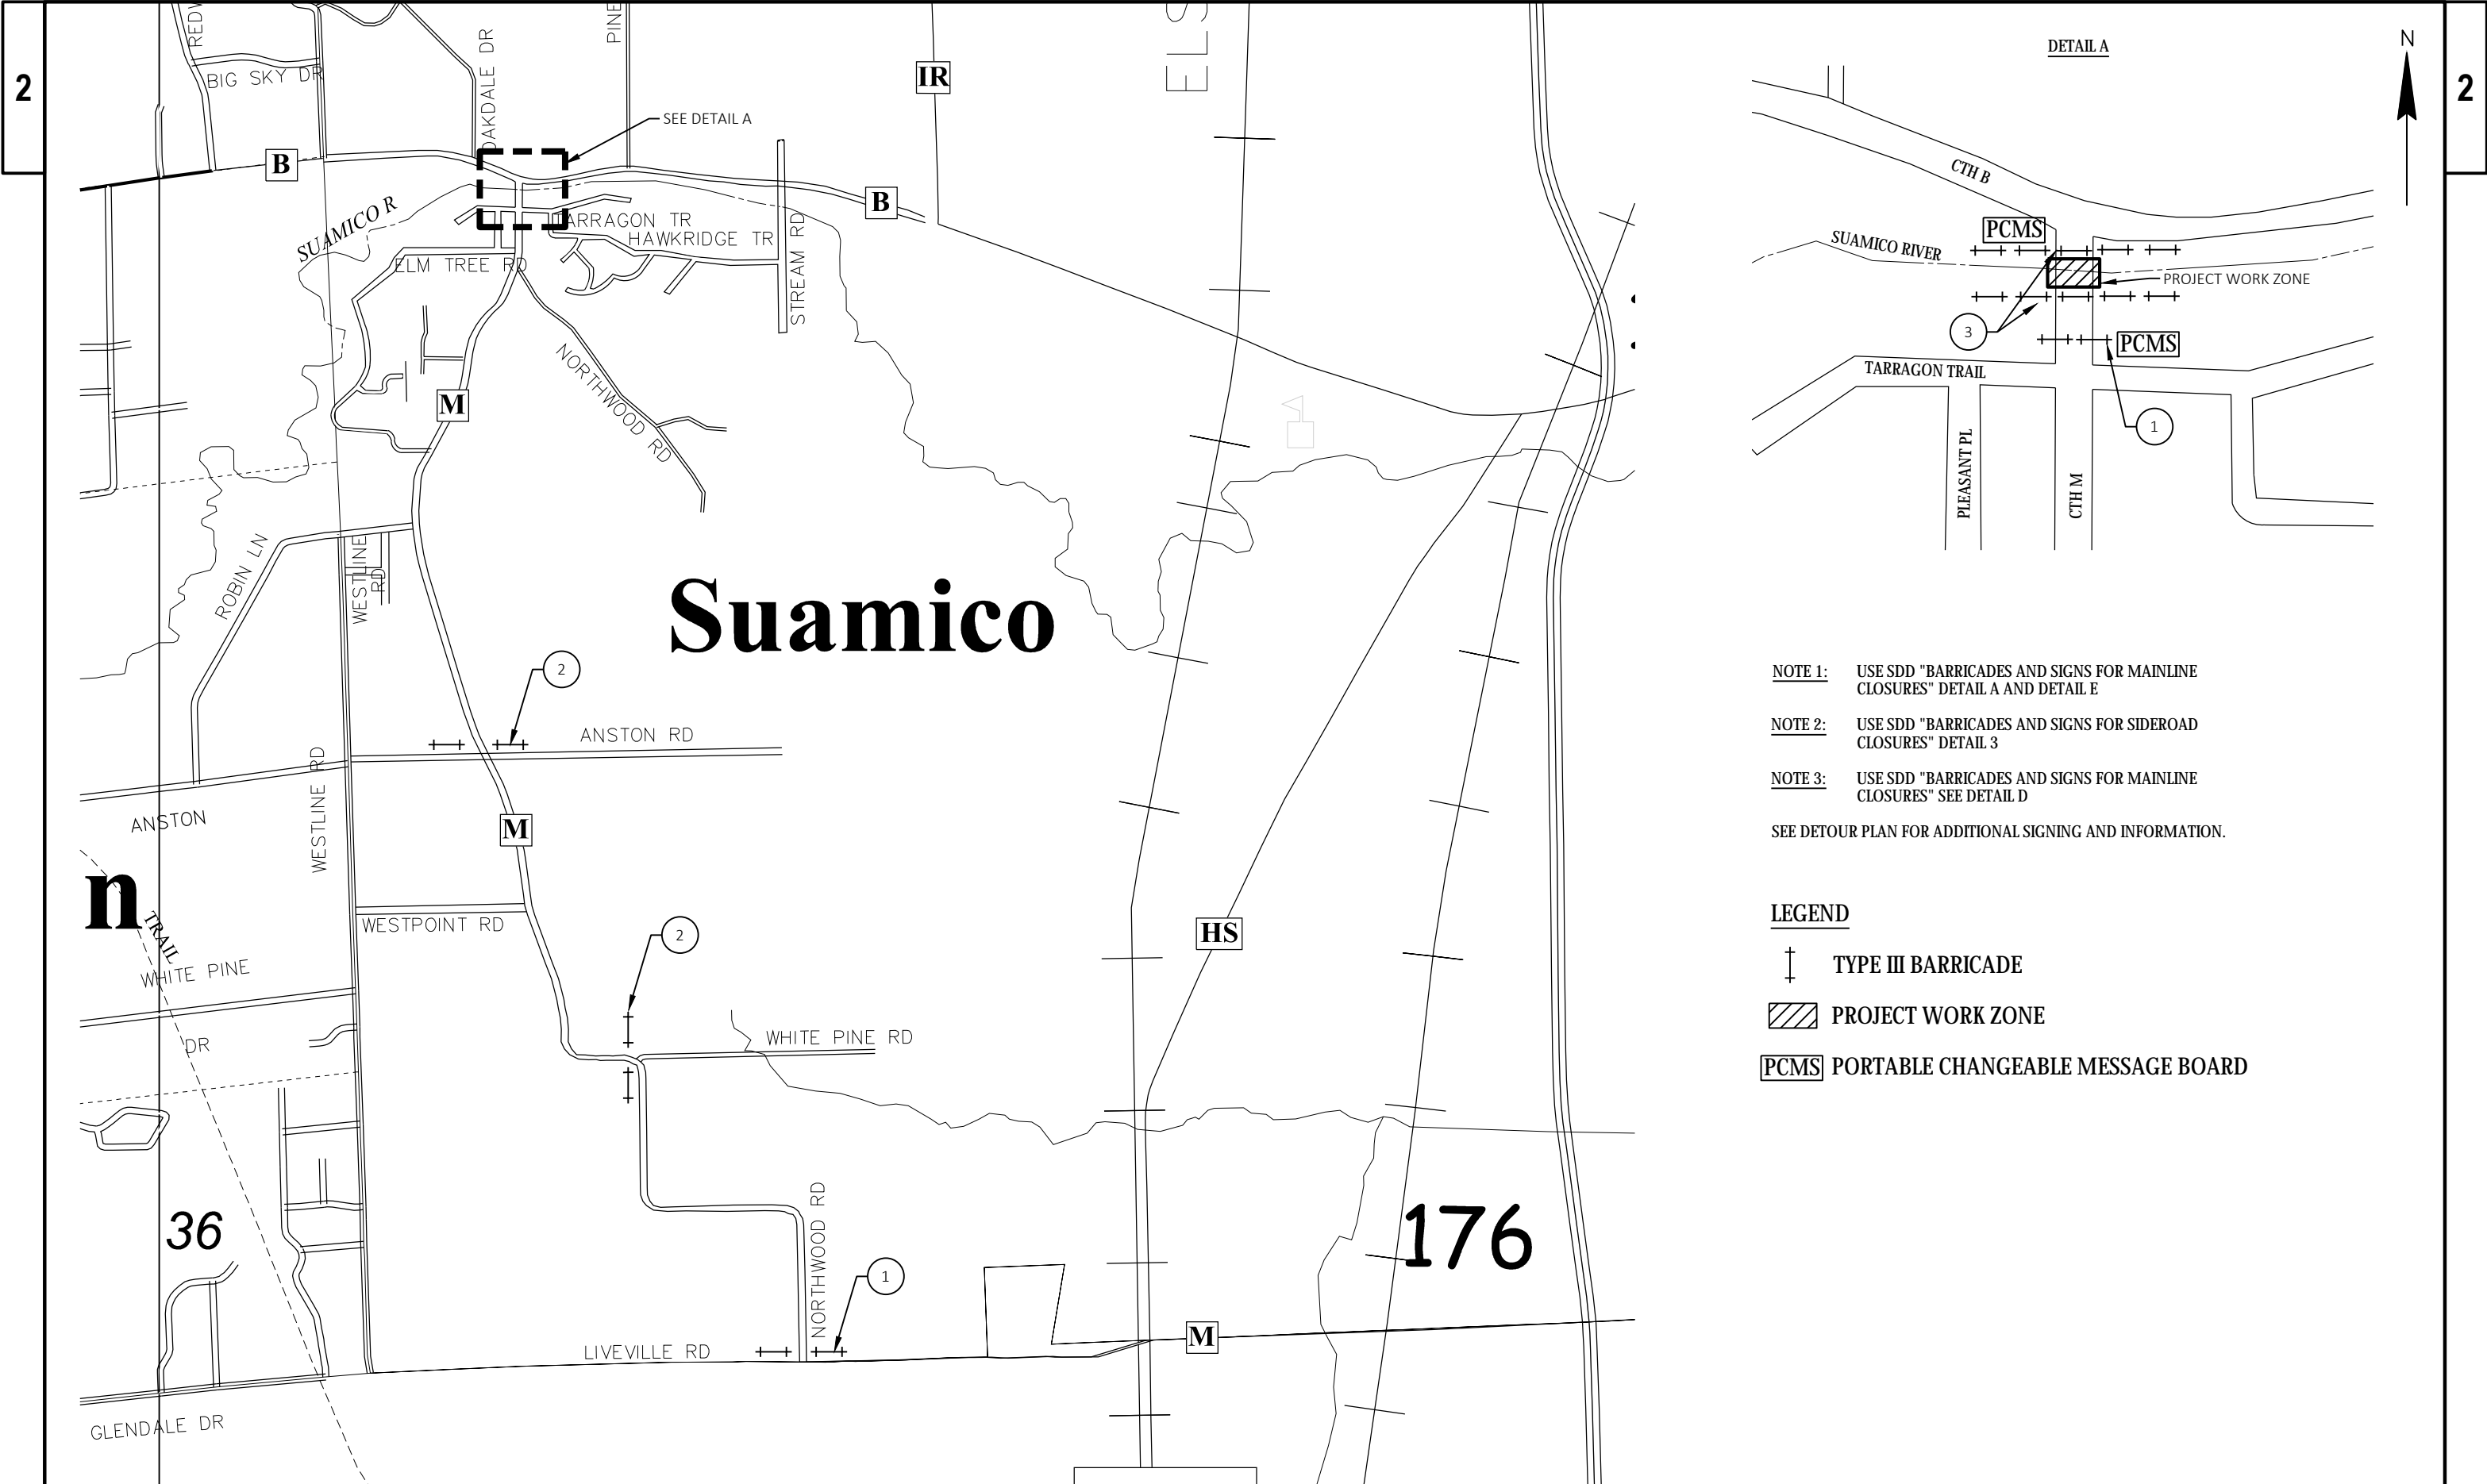 2
REDW
BIG SKY DR
OAKDALE DR
PINE
IR
ELS
SEE DETAIL A
B
B
SUAMICO R
TARRAGON TR
HAWKRIDGE TR
ELM TREE RD
STREAM RD
NORTHWOOD RD
M
ROBIN LN
WESTLINE
RD
Suamico
2
ANSTON RD
WESTLINE RD
ANSTON
M
n
TRAIL
WESTPOINT RD
2
HS
WHITE PINE
DR
WHITE PINE RD
36
NORTHWOOD RD
176
1
LIVEVILLE RD
M
GLENDALE DR
DETAIL A
N
2
CTH B
PCMS
SUAMICO RIVER
PROJECT WORK ZONE
3
PCMS
TARRAGON TRAIL
1
PLEASANT PL
CTH M
NOTE 1: USE SDD "BARRICADES AND SIGNS FOR MAINLINE
CLOSURES" DETAIL A AND DETAIL E
NOTE 2: USE SDD "BARRICADES AND SIGNS FOR SIDEROAD
CLOSURES" DETAIL 3
NOTE 3: USE SDD "BARRICADES AND SIGNS FOR MAINLINE
CLOSURES" SEE DETAIL D
SEE DETOUR PLAN FOR ADDITIONAL SIGNING AND INFORMATION.
LEGEND
TYPE III BARRICADE
PROJECT WORK ZONE
PCMS PORTABLE CHANGEABLE MESSAGE BOARD